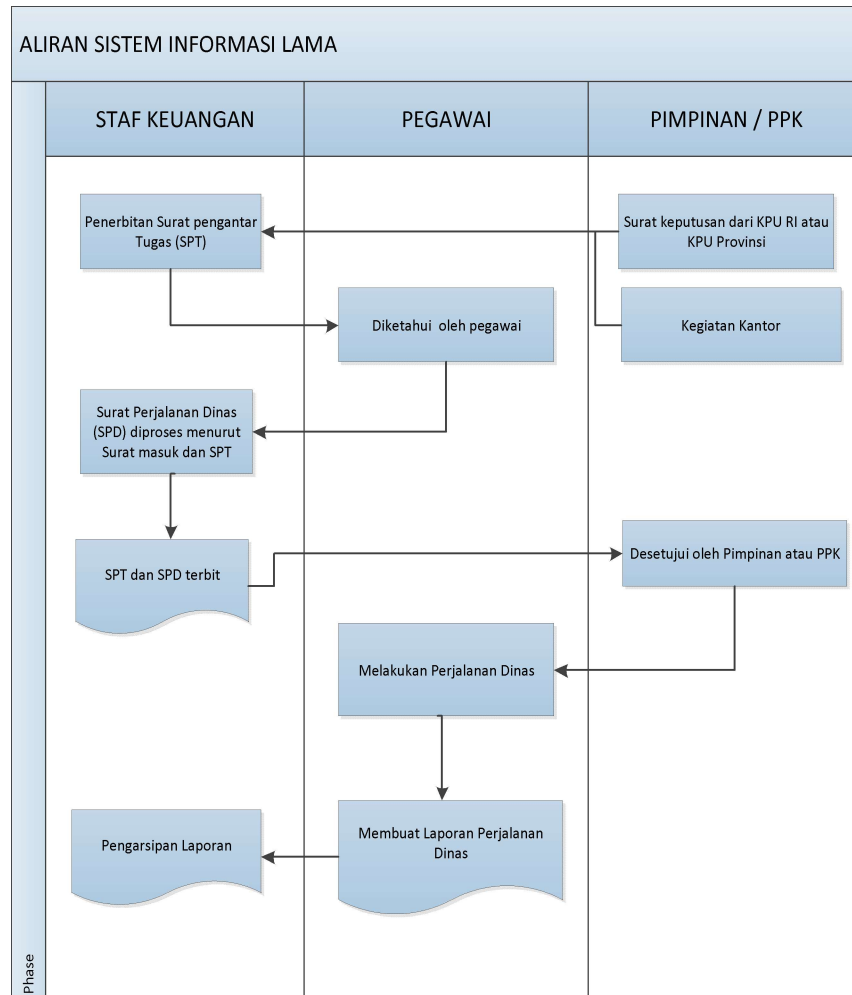 ALIRAN SISTEM INFORMASI LAMA
STAF KEUANGAN
PEGAWAI
PIMPINAN / PPK
Penerbitan Surat pengantar
Tugas (SPT)
Surat keputusan dari KPU RI atau
KPU Provinsi
Diketahui oleh pegawai
Kegiatan Kantor
Surat Perjalanan Dinas
(SPD) diproses menurut
Surat masuk dan SPT
SPT dan SPD terbit
Desetujui oleh Pimpinan atau PPK
Melakukan Perjalanan Dinas
Pengarsipan Laporan
Membuat Laporan Perjalanan
Dinas
Phase